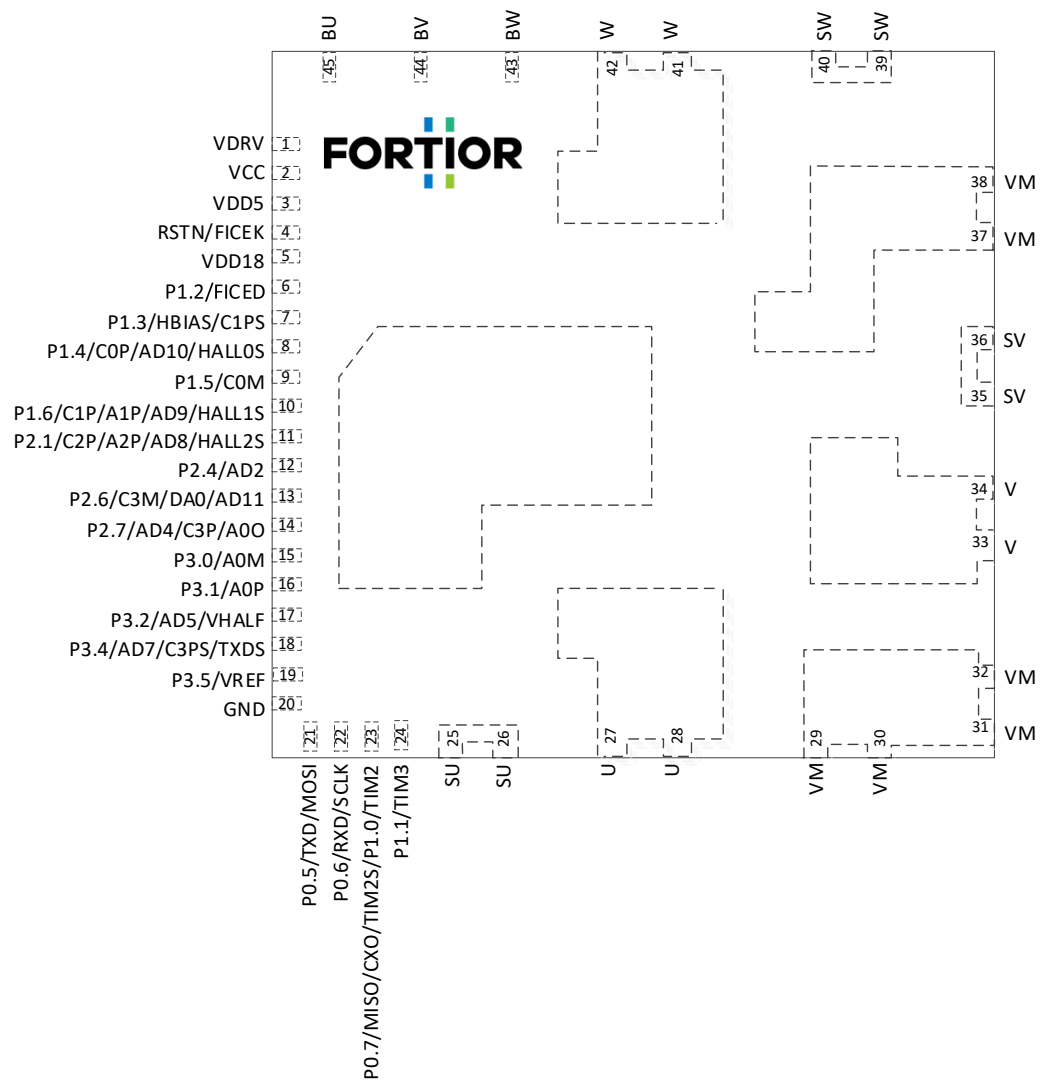 BU
BV
BW
W
W
SW
SW
45
44
43
42
41
40
39
FORTIOR
VDRV 1
VCC 2
VDD5 3
RSTN/FICEK 4
VDD18 5
P1.2/FICED 6
P1.3/HBIAS/C1PS 7
P1.4/C0P/AD10/HALL0S 8
P1.5/C0M 9
P1.6/C1P/A1P/AD9/HALL1S 10
P2.1/C2P/A2P/AD8/HALL2S 11
P2.4/AD2 12
P2.6/C3M/DA0/AD11 13
P2.7/AD4/C3P/A0O 14
P3.0/A0M 15
P3.1/A0P 16
P3.2/AD5/VHALF 17
P3.4/AD7/C3PS/TXDS 18
P3.5/VREF 19
GND 20
38 VM
37 VM
36 SV
35 SV
34 V
33 V
32 VM
31 VM
21
22
23
24
25
26
27
28
29
30
P0.5/TXD/MOSI
P0.6/RXD/SCLK
P0.7/MISO/CXO/TIM2S/P1.0/TIM2
P1.1/TIM3
SU
SU
U
U
VM
VM